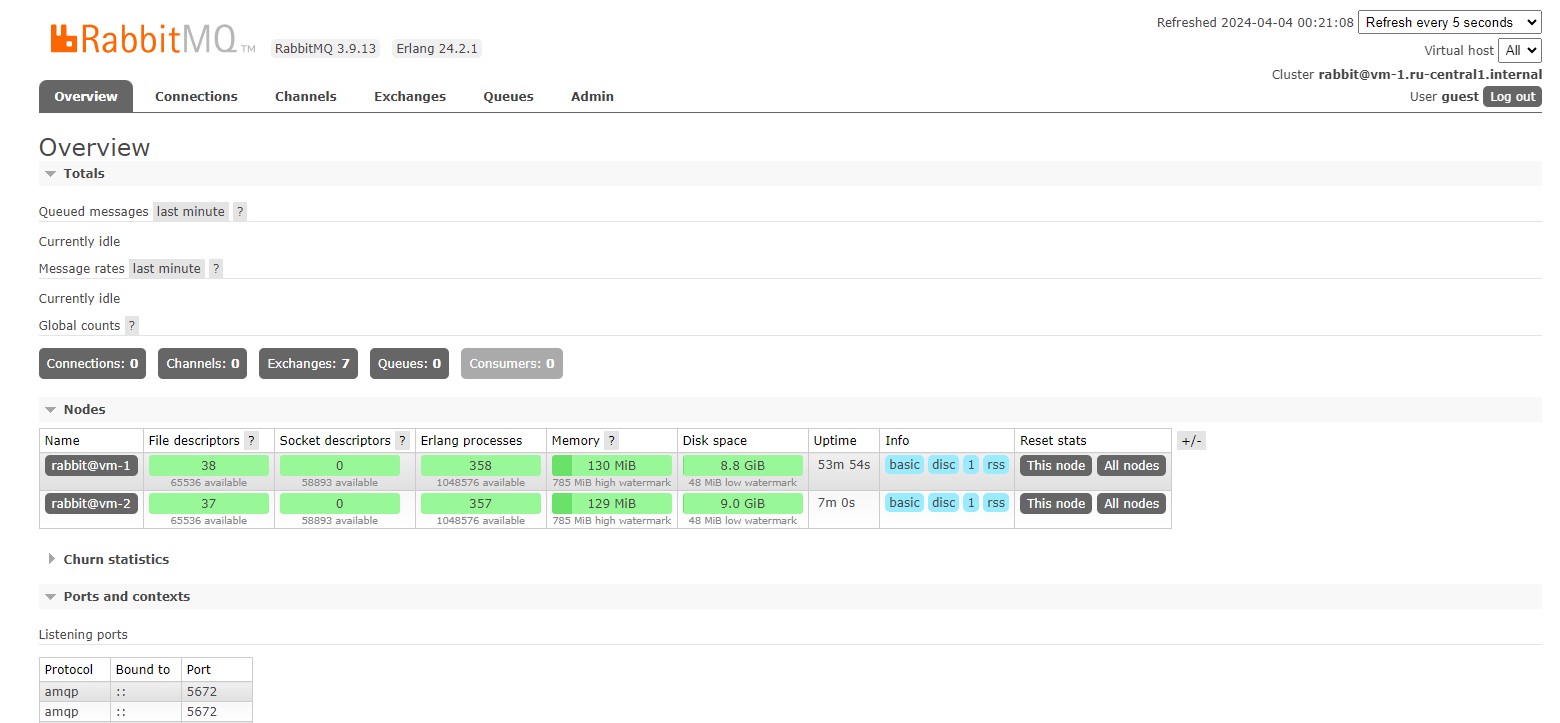 RabbitMQ TM RabbitMQ 3.9.13 Erlang 24.2.1
Refreshed 2024-04-04 00:21:08 Refresh every 5 seconds
Virtual host All
Cluster rabbit@vm-1.ru-central1.internal
User guest Log out
Overview Connections Channels Exchanges Queues Admin
Overview
Totals
Queued messages last minute ?
Currently idle
Message rates last minute ?
Currently idle
Global counts ?
Connections: 0 Channels: 0 Exchanges: 7 Queues: 0 Consumers: 0
Nodes
Name File descriptors ? Socket descriptors ? Erlang processes Memory ? Disk space Uptime Info Reset stats +/-
rabbit@vm-1 38 0 358 130 MiB 8.8 GiB 53m 54s basic disc 1 rss This node All nodes
65536 available 58893 available 1048576 available 785 MiB high watermark 48 MiB low watermark
rabbit@vm-2 37 0 357 129 MiB 9.0 GiB 7m 0s basic disc 1 rss This node All nodes
65536 available 58893 available 1048576 available 785 MiB high watermark 48 MiB low watermark
Churn statistics
Ports and contexts
Listening ports
Protocol Bound to Port
amqp :: 5672
amqp :: 5672